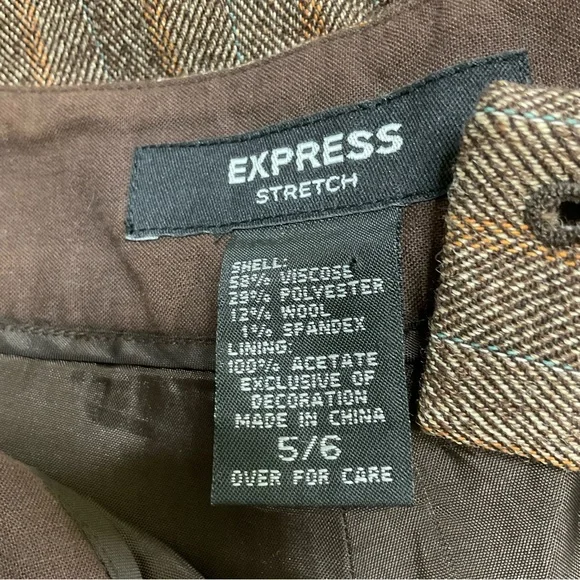 EXPRESS
STRETCH
SHELL:
58% VISCOSE
29% POLYESTER
12% WOOL
1% SPANDEX
LINING:
100% ACETATE
EXCLUSIVE OF
DECORATION
MADE IN CHINA
5/6
OVER FOR CARE